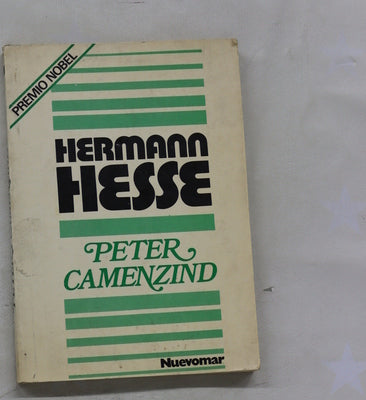 PREMIO NOBEL
HERMANN
HESSE
PETER
CAMENZIND
Nuevomar